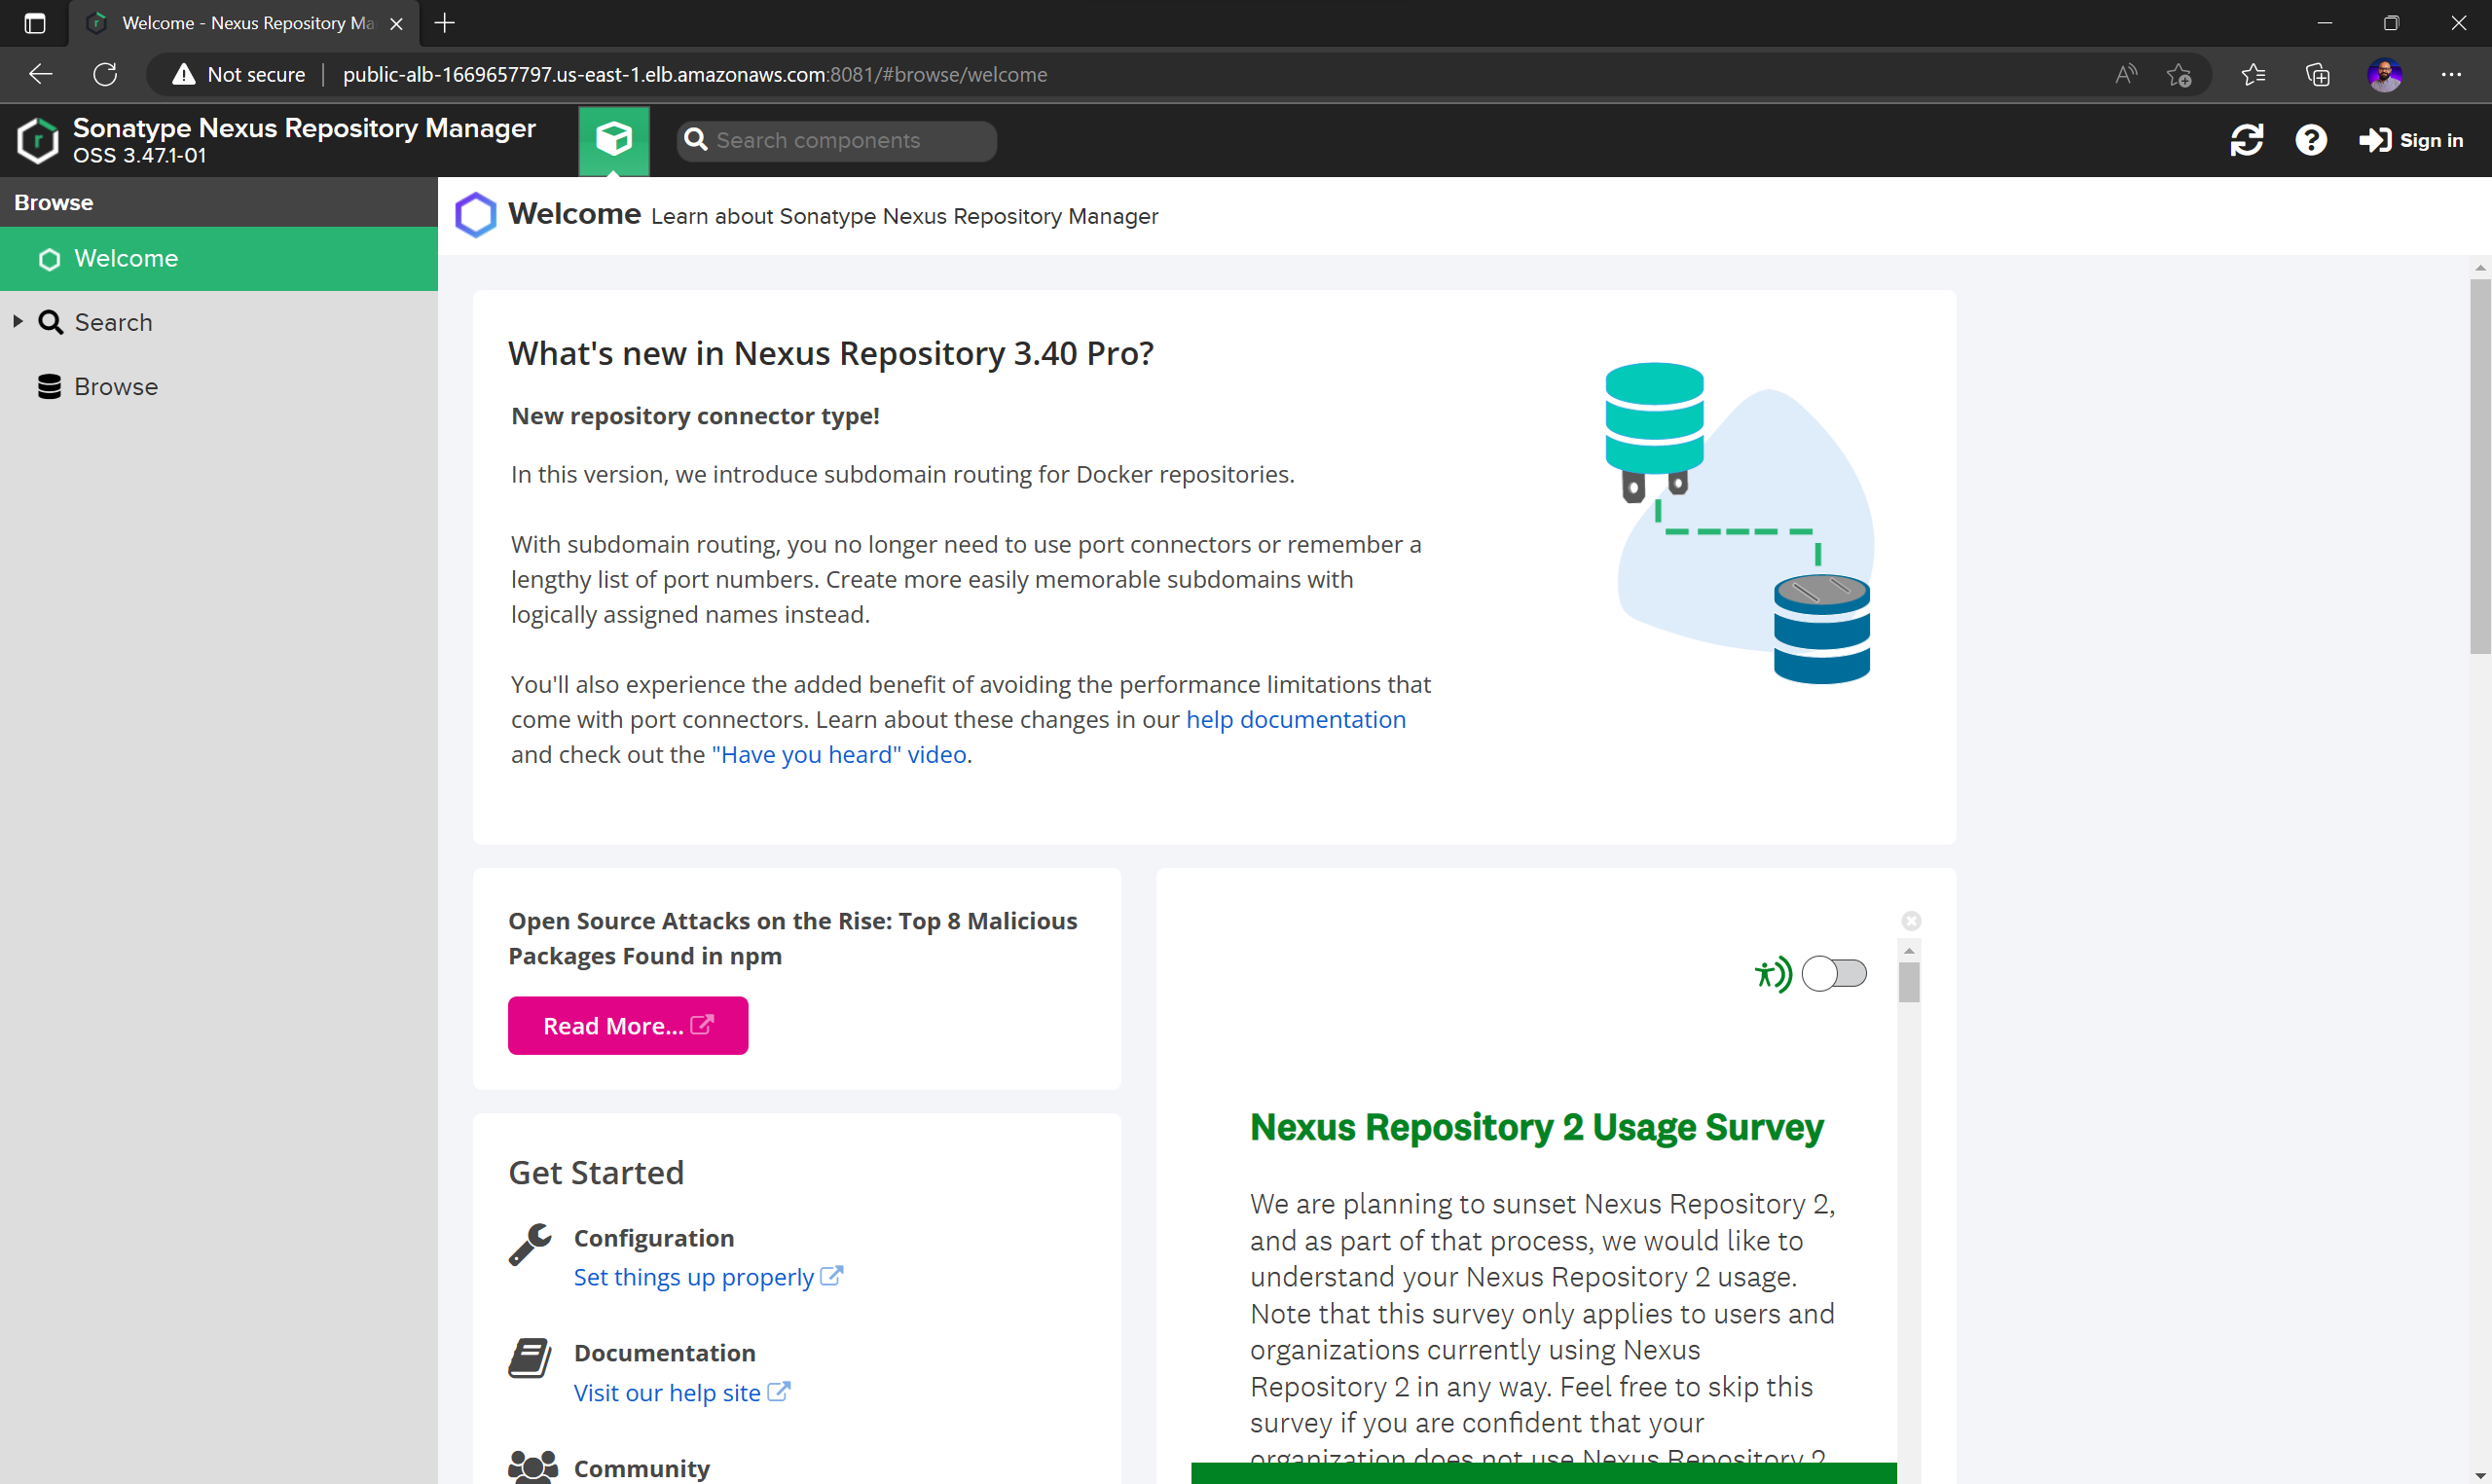 Welcome - Nexus Repository Ma
Not secure
public-alb-1669657797.us-east-1.elb.amazonaws.com:8081/#browse/welcome
Sonatype Nexus Repository Manager
OSS 3.47.1-01
Search components
Sign in
Browse
Welcome
Search
Browse
Welcome Learn about Sonatype Nexus Repository Manager
What's new in Nexus Repository 3.40 Pro?
New repository connector type!
In this version, we introduce subdomain routing for Docker repositories.
With subdomain routing, you no longer need to use port connectors or remember a
lengthy list of port numbers. Create more easily memorable subdomains with
logically assigned names instead.
You'll also experience the added benefit of avoiding the performance limitations that
come with port connectors. Learn about these changes in our help documentation
and check out the "Have you heard" video.
Open Source Attacks on the Rise: Top 8 Malicious
Packages Found in npm
Read More...
Get Started
Configuration
Set things up properly
Documentation
Visit our help site
Community
Nexus Repository 2 Usage Survey
We are planning to sunset Nexus Repository 2,
and as part of that process, we would like to
understand your Nexus Repository 2 usage.
Note that this survey only applies to users and
organizations currently using Nexus
Repository 2 in any way. Feel free to skip this
survey if you are confident that your
organization does not use Nexus Repository 2